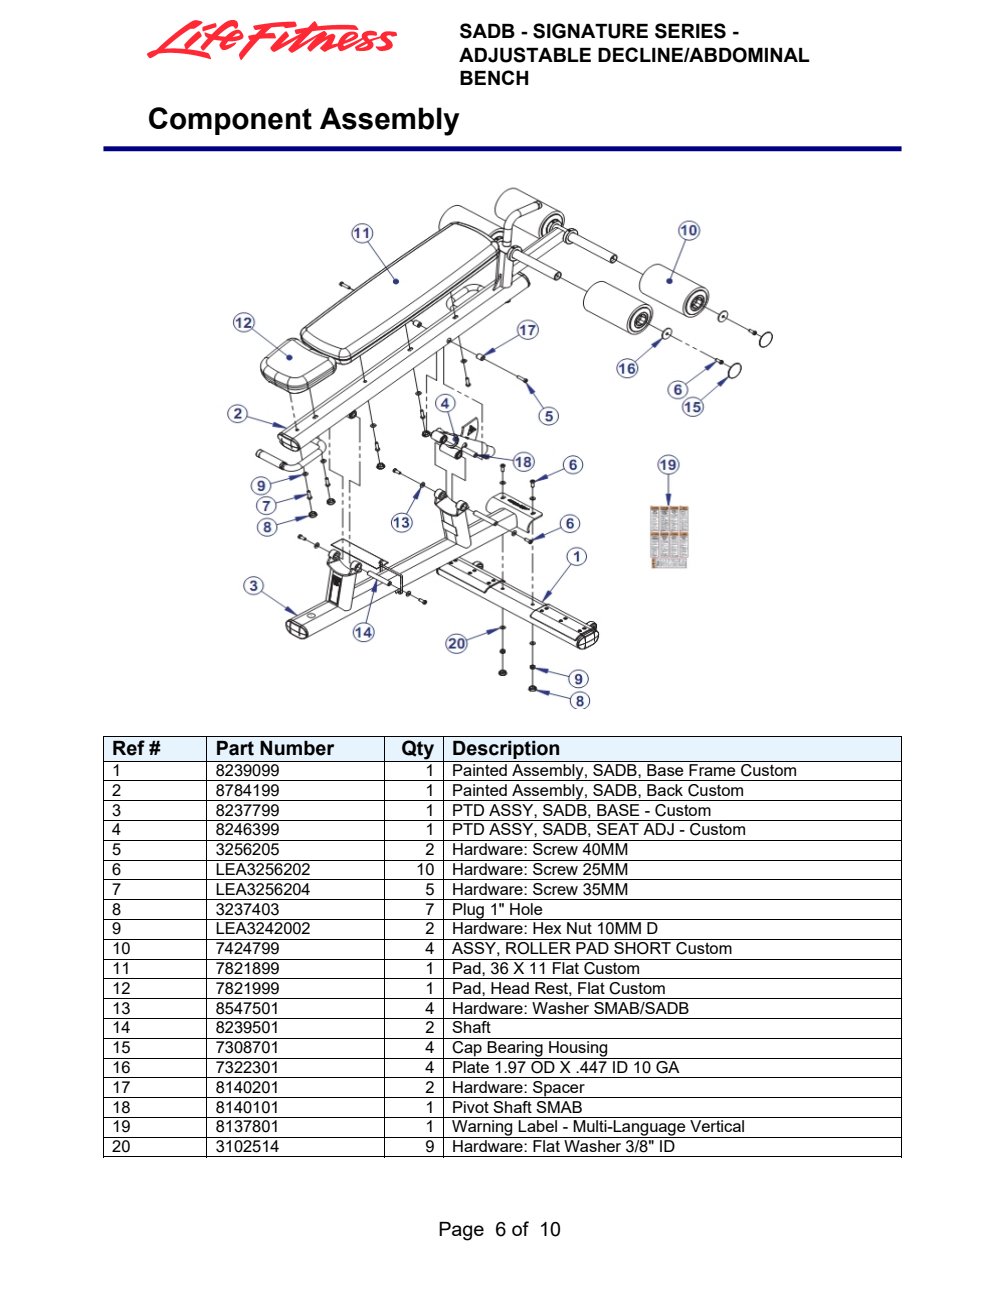 Life Fitness
SADB - SIGNATURE SERIES -
ADJUSTABLE DECLINE/ABDOMINAL
BENCH
Component Assembly
11
10
12
17
16
6
15
2
4
5
18
6
19
9
7
13
6
8
1
3
14
20
9
8
Ref # Part Number Qty Description
1 8239099 1 Painted Assembly, SADB, Base Frame Custom
2 8784199 1 Painted Assembly, SADB, Back Custom
3 8237799 1 PTD ASSY, SADB, BASE - Custom
4 8246399 1 PTD ASSY, SADB, SEAT ADJ - Custom
5 3256205 2 Hardware: Screw 40MM
6 LEA3256202 10 Hardware: Screw 25MM
7 LEA3256204 5 Hardware: Screw 35MM
8 3237403 7 Plug 1" Hole
9 LEA3242002 2 Hardware: Hex Nut 10MM D
10 7424799 4 ASSY, ROLLER PAD SHORT Custom
11 7821899 1 Pad, 36 X 11 Flat Custom
12 7821999 1 Pad, Head Rest, Flat Custom
13 8547501 4 Hardware: Washer SMAB/SADB
14 8239501 2 Shaft
15 7308701 4 Cap Bearing Housing
16 7322301 4 Plate 1.97 OD X .447 ID 10 GA
17 8140201 2 Hardware: Spacer
18 8140101 1 Pivot Shaft SMAB
19 8137801 1 Warning Label - Multi-Language Vertical
20 3102514 9 Hardware: Flat Washer 3/8" ID
Page 6 of 10